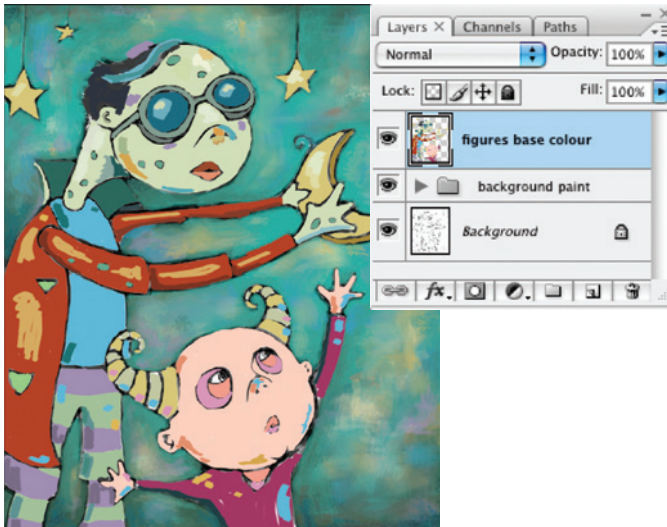 Layers × Channels Paths
Normal Opacity: 100%
Lock: Fill: 100%
figures base colour
background paint
Background
fx.